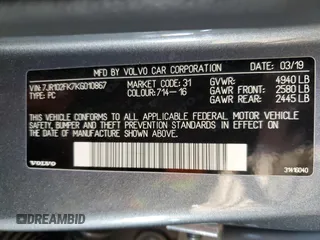 MFD BY VOLVO CAR CORPORATION 03/19
VIN: 7JR102FK7KG010867 MARKET CODE: 31 GVWR: 4940 LB
TYPE: PC COLOUR: 714-16 GAWR FRONT: 2580 LB
GAWR REAR: 2445 LB
THIS VEHICLE CONFORMS TO ALL APPLICABLE FEDERAL MOTOR VEHICLE
SAFETY, BUMPER AND THEFT PREVENTION STANDARDS IN EFFECT ON THE
DATE OF MANUFACTURE SHOWN ABOVE.
VOLVO
31416040
DREAMBID